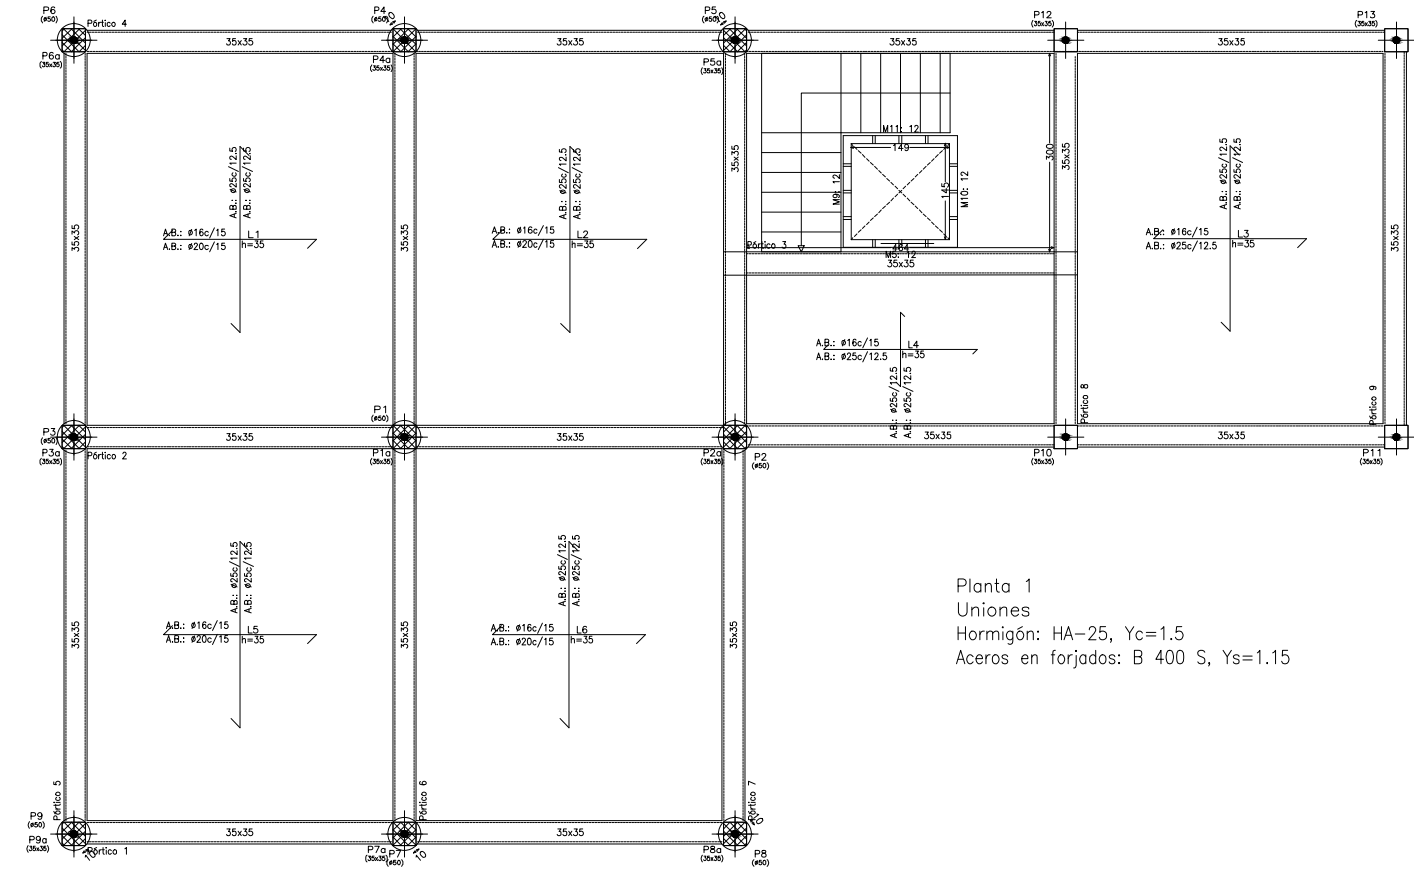 P6
(ø50)
Pórtico 4
P4
(ø50)
10
P5
(ø50)
P12
(35x35)
P13
(35x35)
35x35
35x35
35x35
35x35
P6a
(35x35)
P4a
(35x35)
P5a
(35x35)
M11: 12
149
M9: 12
145
M10: 12
300
35x35
35x35
35x35
35x35
35x35
A.B.: ø25c/12.5
A.B.: ø25c/12.5
A.B.: ø16c/15
A.B.: ø20c/15
L1
h=35
A.B.: ø25c/12.5
A.B.: ø25c/12.5
A.B.: ø16c/15
A.B.: ø20c/15
L2
h=35
Pórtico 3
484
M5: 12
35x35
A.B.: ø25c/12.5
A.B.: ø25c/12.5
A.B.: ø16c/15
A.B.: ø25c/12.5
L3
h=35
A.B.: ø16c/15
A.B.: ø25c/12.5
L4
h=35
A.B.: ø25c/12.5
A.B.: ø25c/12.5
Pórtico 8
Pórtico 9
P3
(ø50)
P1
(ø50)
35x35
35x35
35x35
35x35
P3a
(35x35)
Pórtico 2
P1a
(35x35)
P2a
(35x35)
P2
(ø50)
P10
(35x35)
P11
(35x35)
A.B.: ø25c/12.5
A.B.: ø25c/12.5
A.B.: ø16c/15
A.B.: ø20c/15
L5
h=35
A.B.: ø25c/12.5
A.B.: ø25c/12.5
A.B.: ø16c/15
A.B.: ø20c/15
L6
h=35
35x35
35x35
35x35
Planta 1
Uniones
Hormigón: HA-25, Yc=1.5
Aceros en forjados: B 400 S, Ys=1.15
Pórtico 5
Pórtico 6
Pórtico 7
P9
(ø50)
35x35
35x35
10
P9a
(35x35)
10
Pórtico 1
P7a
(35x35)
P7
(ø50)
10
P8a
(35x35)
P8
(ø50)